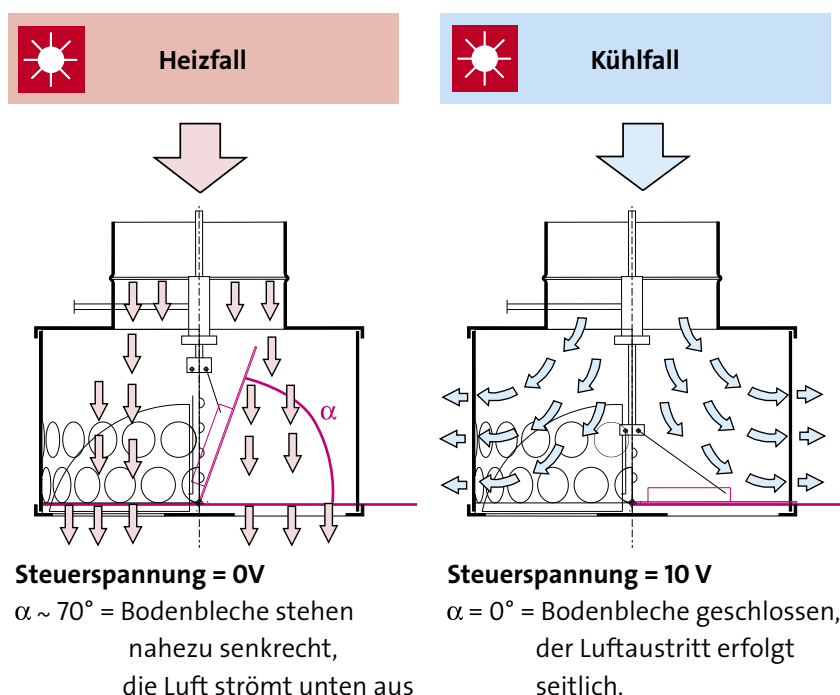 Heizfall
α
Steuerspannung = 0V
α ~ 70° = Bodenbleche stehen
nahezu senkrecht,
die Luft strömt unten aus
Kühlfall
Steuerspannung = 10 V
α = 0° = Bodenbleche geschlossen,
der Luftaustritt erfolgt
seitlich.